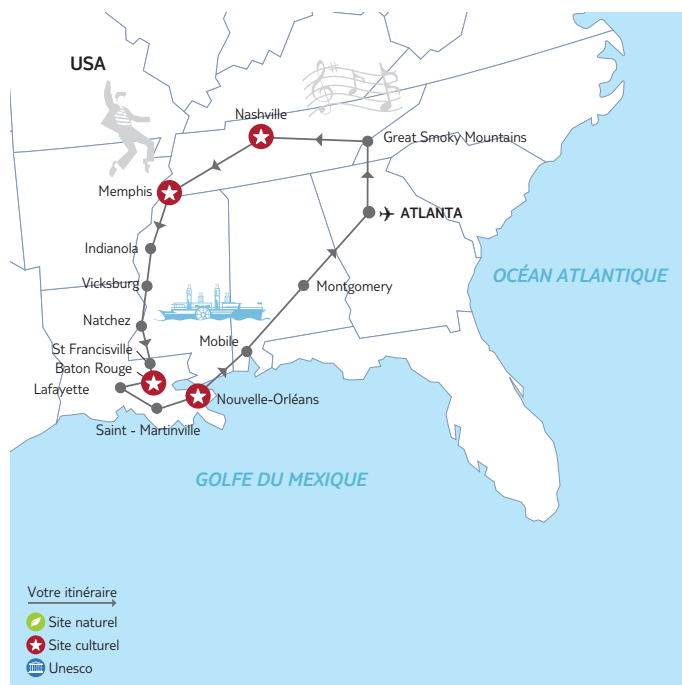 USA
Nashville
Great Smoky Mountains
Memphis
ATLANTA
Indianola
OCÉAN ATLANTIQUE
Vicksburg
Montgomery
Natchez
Mobile
St Francisville
Baton Rouge
Lafayette
Nouvelle-Orléans
Saint - Martinville
GOLFE DU MEXIQUE
Votre itinéraire
Site naturel
Site culturel
Unesco